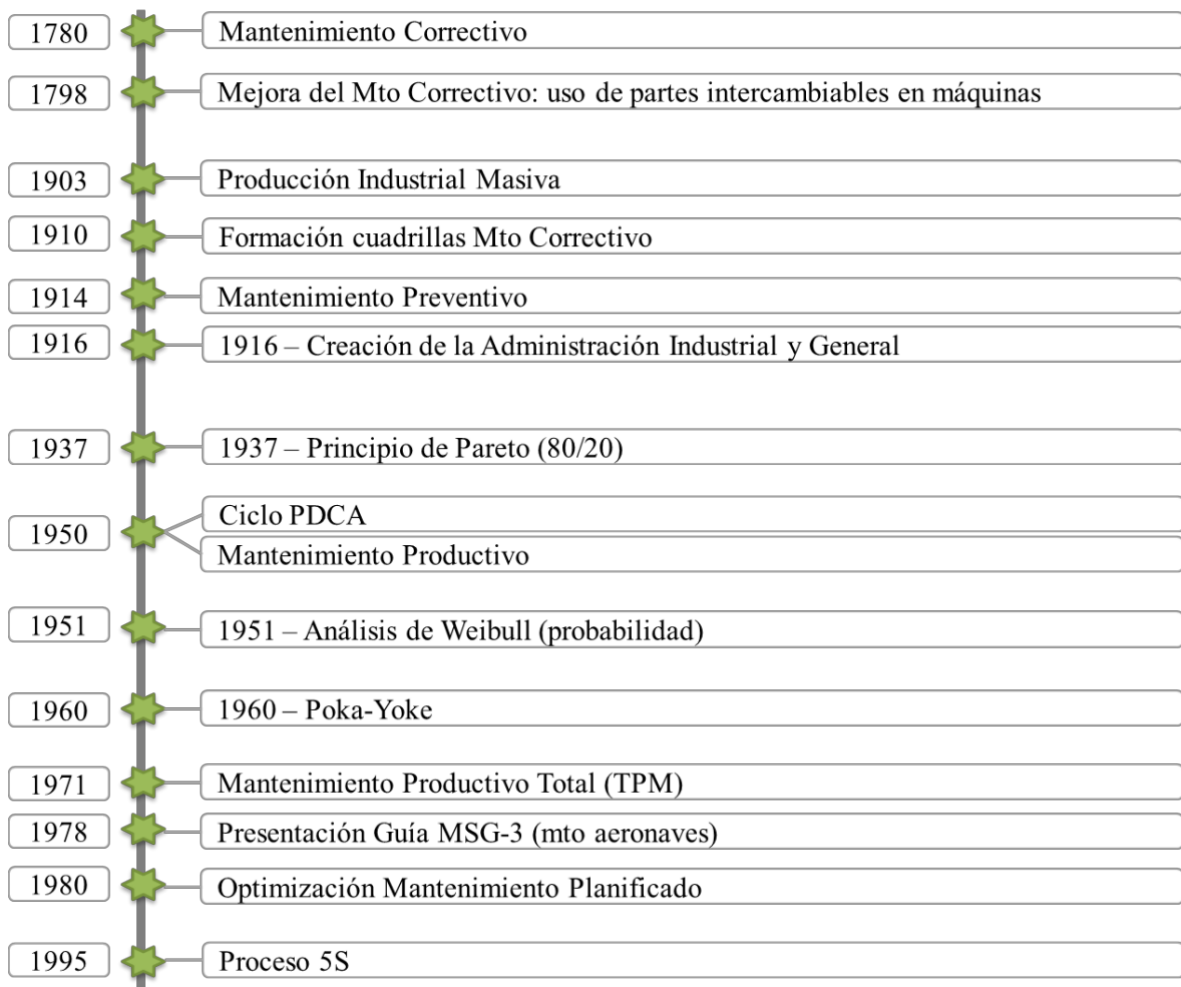 1780
Mantenimiento Correctivo
1798
Mejora del Mto Correctivo: uso de partes intercambiables en máquinas
1903
Producción Industrial Masiva
1910
Formación cuadrillas Mto Correctivo
1914
Mantenimiento Preventivo
1916
1916 – Creación de la Administración Industrial y General
1937
1937 – Principio de Pareto (80/20)
1950
Ciclo PDCA
Mantenimiento Productivo
1951
1951 – Análisis de Weibull (probabilidad)
1960
1960 – Poka-Yoke
1971
Mantenimiento Productivo Total (TPM)
1978
Presentación Guía MSG-3 (mto aeronaves)
1980
Optimización Mantenimiento Planificado
1995
Proceso 5S